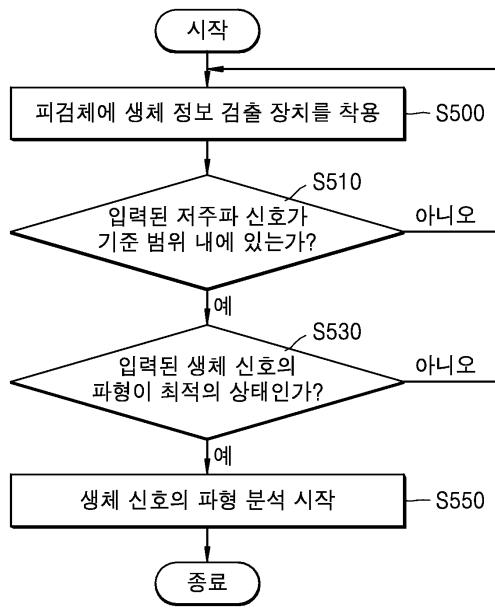 시작
피검체에 생체 정보 검출 장치를 착용
S500
S510
입력된 저주파 신호가
기준 범위 내에 있는가?
아니오
예
S530
입력된 생체 신호의
파형이 최적의 상태인가?
아니오
예
생체 신호의 파형 분석 시작
S550
종료